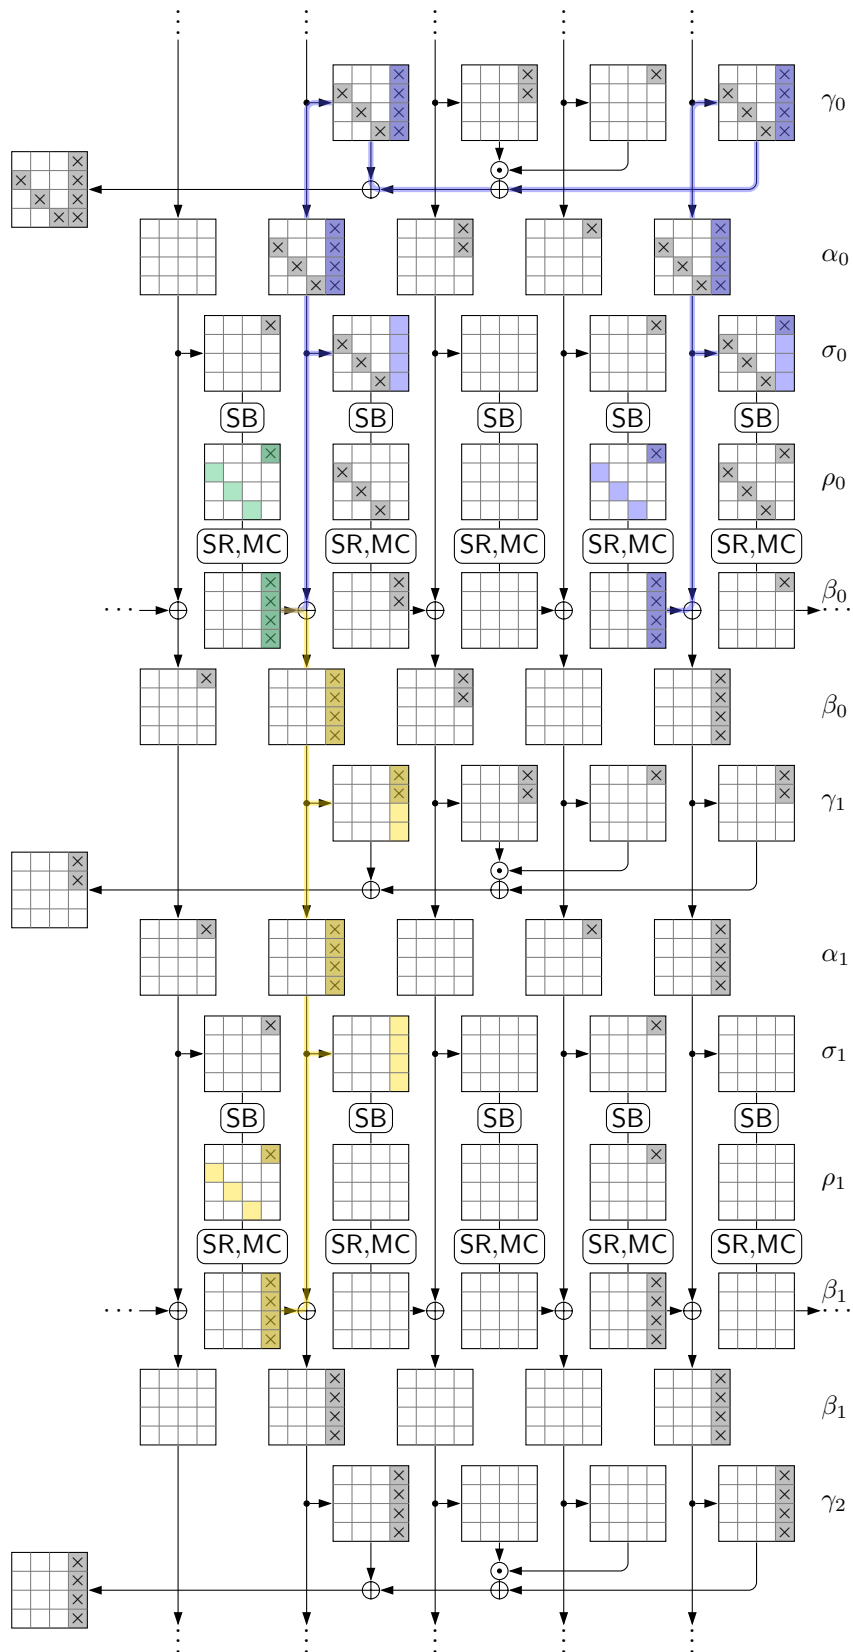 γ₀
α₀
σ₀
SB SB SB SB SB
ρ₀
SR,MC SR,MC SR,MC SR,MC SR,MC
β₀
β₀
γ₁
α₁
σ₁
SB SB SB SB SB
ρ₁
SR,MC SR,MC SR,MC SR,MC SR,MC
β₁
β₁
γ₂